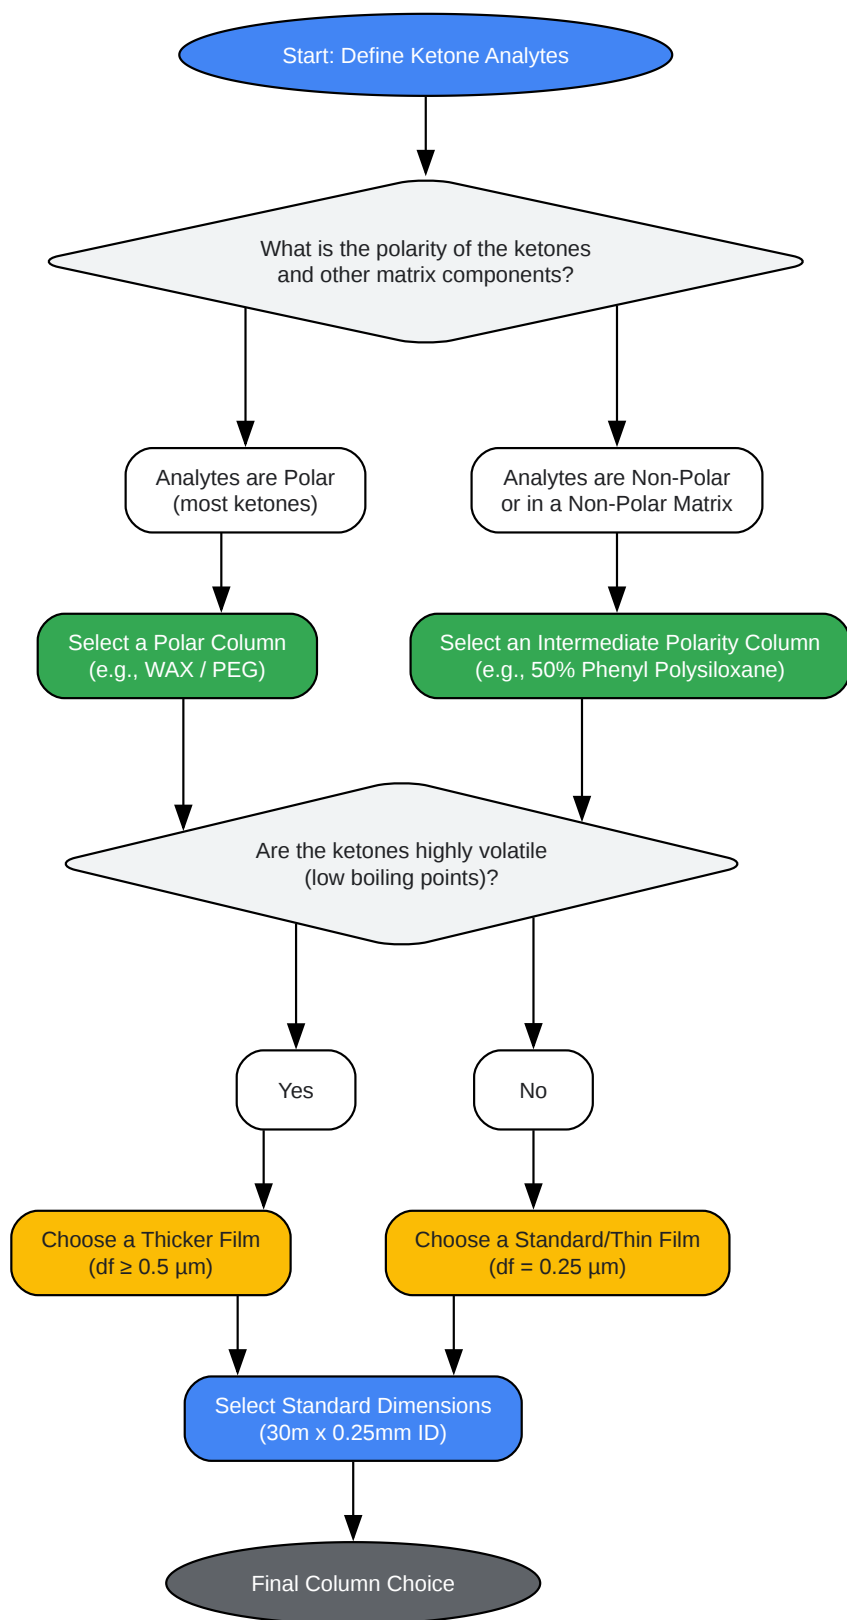 Start: Define Ketone Analytes
What is the polarity of the ketones
and other matrix components?
Analytes are Polar
(most ketones)
Analytes are Non-Polar
or in a Non-Polar Matrix
Select a Polar Column
(e.g., WAX / PEG)
Select an Intermediate Polarity Column
(e.g., 50% Phenyl Polysiloxane)
Are the ketones highly volatile
(low boiling points)?
Yes
No
Choose a Thicker Film
(df ≥ 0.5 µm)
Choose a Standard/Thin Film
(df = 0.25 µm)
Select Standard Dimensions
(30m x 0.25mm ID)
Final Column Choice